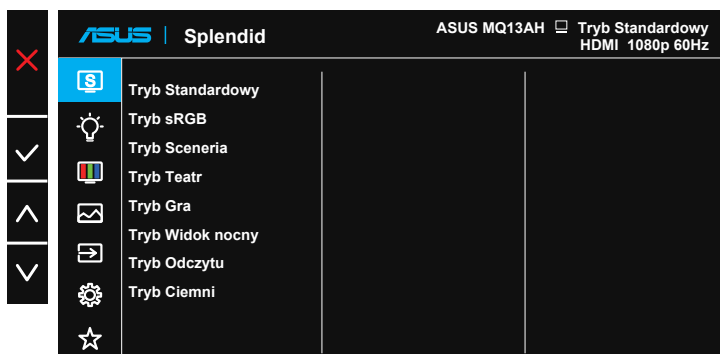 ASUS Splendid
ASUS MQ13AH Tryb Standardowy
HDMI 1080p 60Hz
S
Tryb Standardowy
Tryb sRGB
Tryb Sceneria
Tryb Teatr
Tryb Gra
Tryb Widok nocny
Tryb Odczytu
Tryb Ciemni